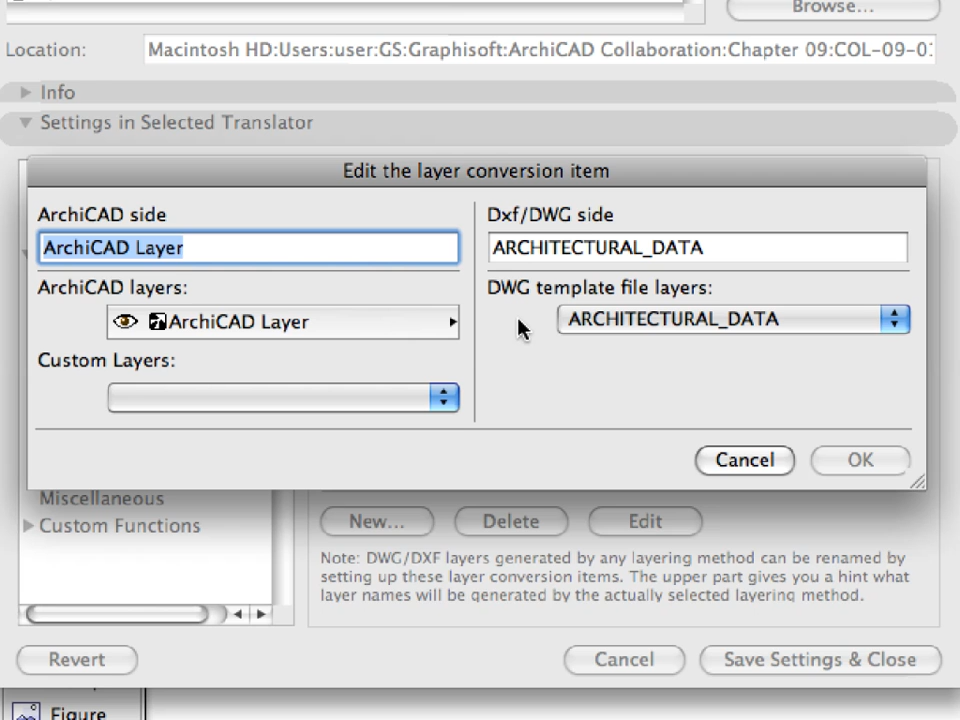 Browse...
Location: Macintosh HD:Users:user:GS:Graphisoft:ArchiCAD Collaboration:Chapter 09:COL-09-0
Info
Settings in Selected Translator
Edit the layer conversion item
ArchiCAD side
Dxf/DWG side
ArchiCAD Layer
ARCHITECTURAL_DATA
ArchiCAD layers:
DWG template file layers:
ArchiCAD Layer
ARCHITECTURAL_DATA
Custom Layers:
Cancel
OK
Miscellaneous
Custom Functions
New...
Delete
Edit
Note: DWG/DXF layers generated by any layering method can be renamed by
setting up these layer conversion items. The upper part gives you a hint what
layer names will be generated by the actually selected layering method.
Revert
Cancel
Save Settings & Close
Figure